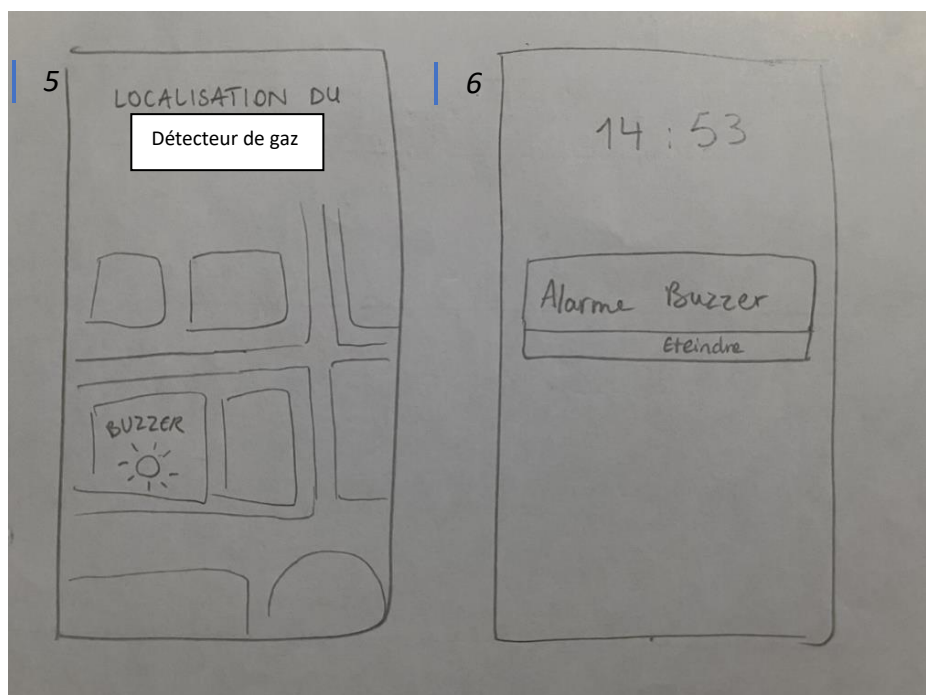 5
LOCALISATION DU
Détecteur de gaz
BUZZER
6
14 : 53
Alarme Buzzer
Eteindre